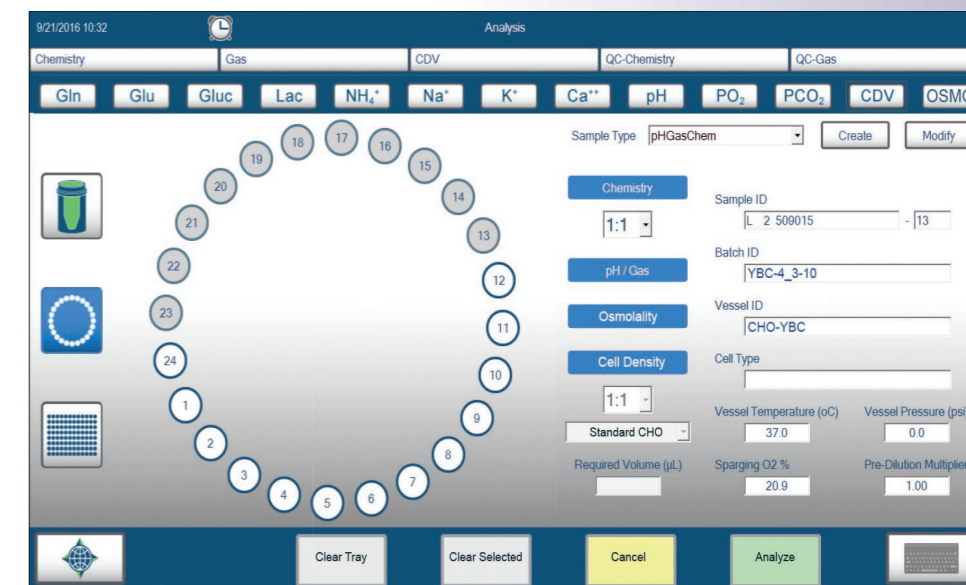 9/21/2016 10:32
Analysis
Chemistry
Gas
CDV
QC-Chemistry
QC-Gas
Gln
Glu
Gluc
Lac
NH₄⁺
Na⁺
K⁺
Ca⁺⁺
pH
PO₂
PCO₂
CDV
OSMO
Sample Type
pHGasChem
Create
Modify
17
18
16
19
15
20
14
21
13
22
12
23
11
24
10
1
9
2
8
3
7
4
6
5
Chemistry
1:1
pH / Gas
Osmolality
Cell Density
1:1
Standard CHO
Required Volume (µL)
Sample ID
L 2 509015 - 13
Batch ID
YBC-4_3-10
Vessel ID
CHO-YBC
Cell Type
Vessel Temperature (oC)
37.0
Vessel Pressure (psi)
0.0
Sparging O2 %
20.9
Pre-Dilution Multiplier
1.00
Clear Tray
Clear Selected
Cancel
Analyze